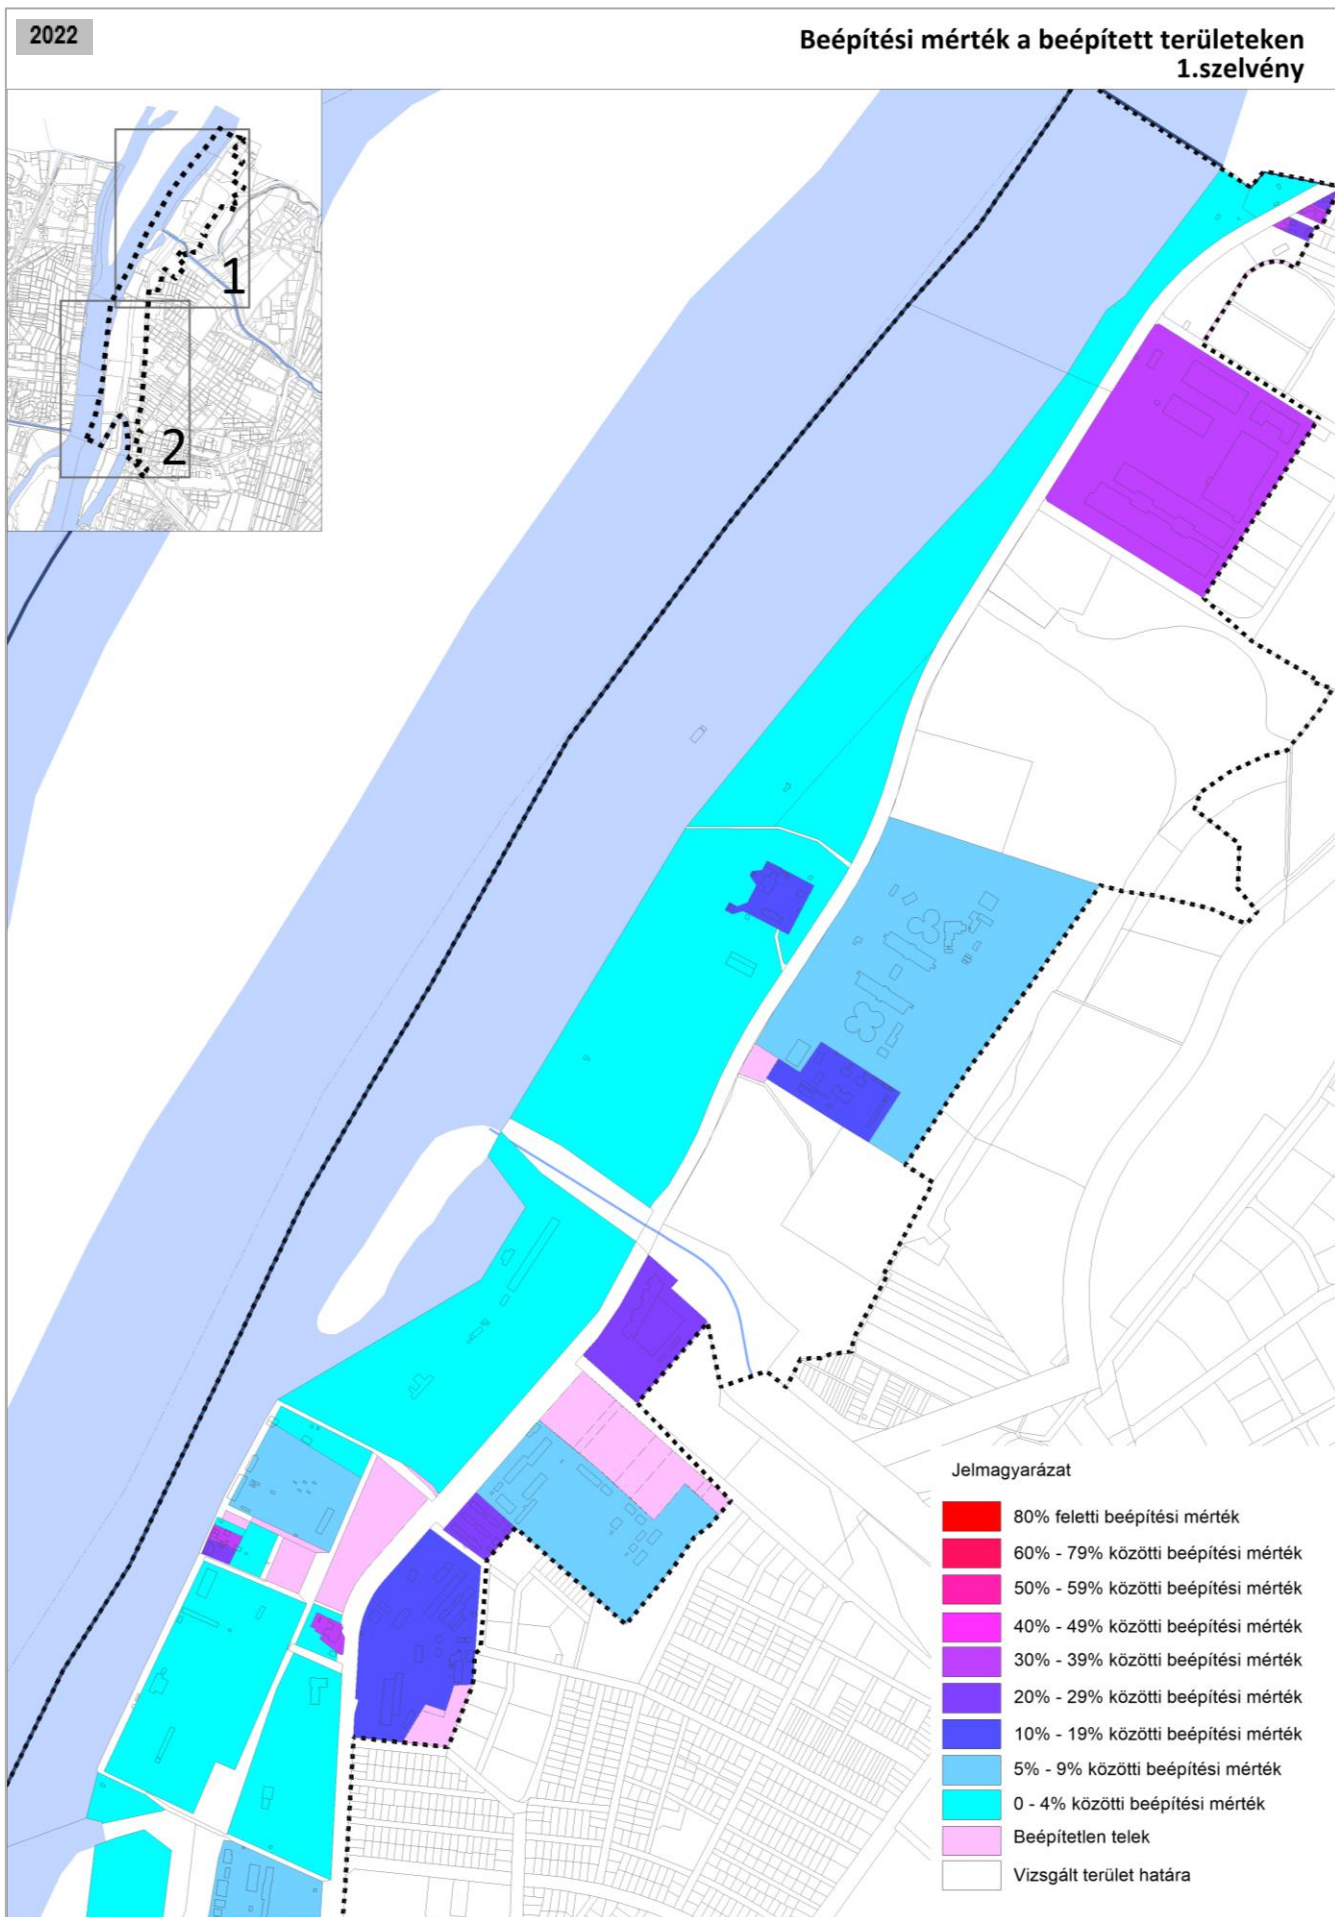 2022
Beépítési mérték a beépített területeken
1.szelvény
1
2
Jelmagyarázat
80% feletti beépítési mérték
60% - 79% közötti beépítési mérték
50% - 59% közötti beépítési mérték
40% - 49% közötti beépítési mérték
30% - 39% közötti beépítési mérték
20% - 29% közötti beépítési mérték
10% - 19% közötti beépítési mérték
5% - 9% közötti beépítési mérték
0 - 4% közötti beépítési mérték
Beépítetlen telek
Vizsgált terület határa